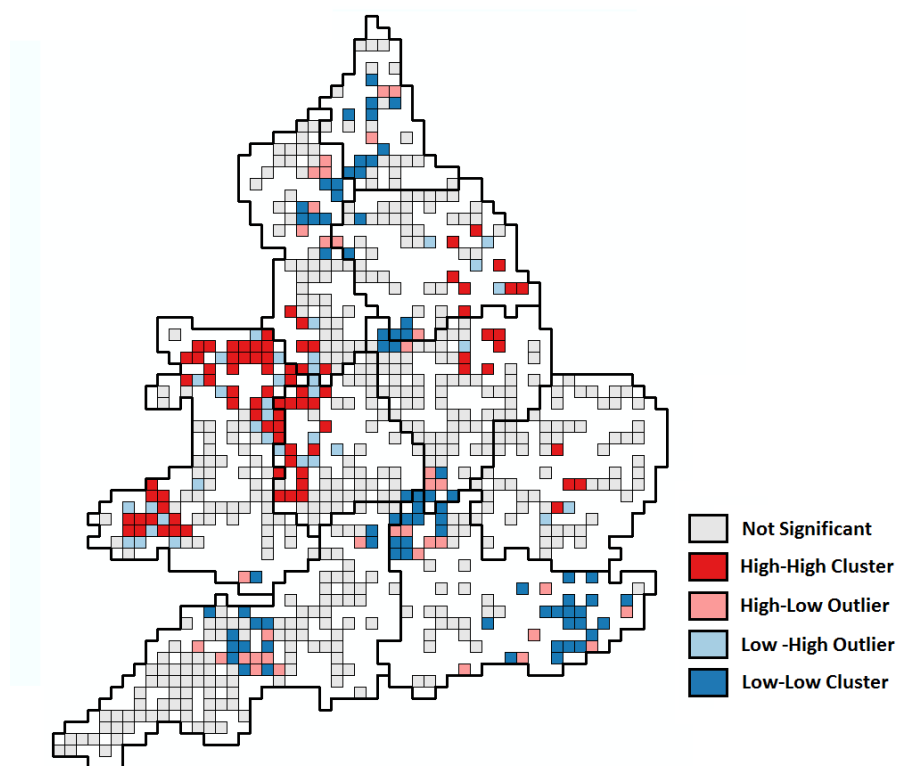 Not Significant
High-High Cluster
High-Low Outlier
Low -High Outlier
Low-Low Cluster